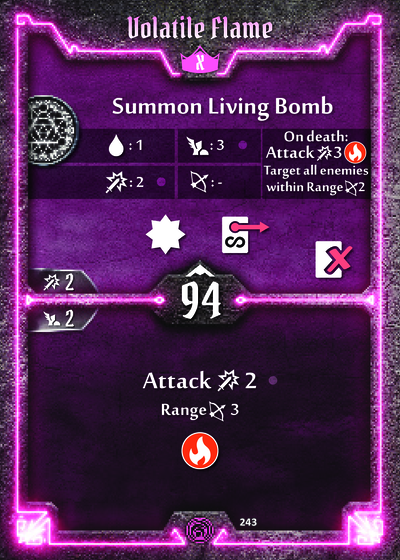 Volatile Flame
א
Summon Living Bomb
: 1
: 3
: 2
: -
On death:
Attack 3
Target all enemies
within Range 2
2
94
2
Attack 2
Range 3
243